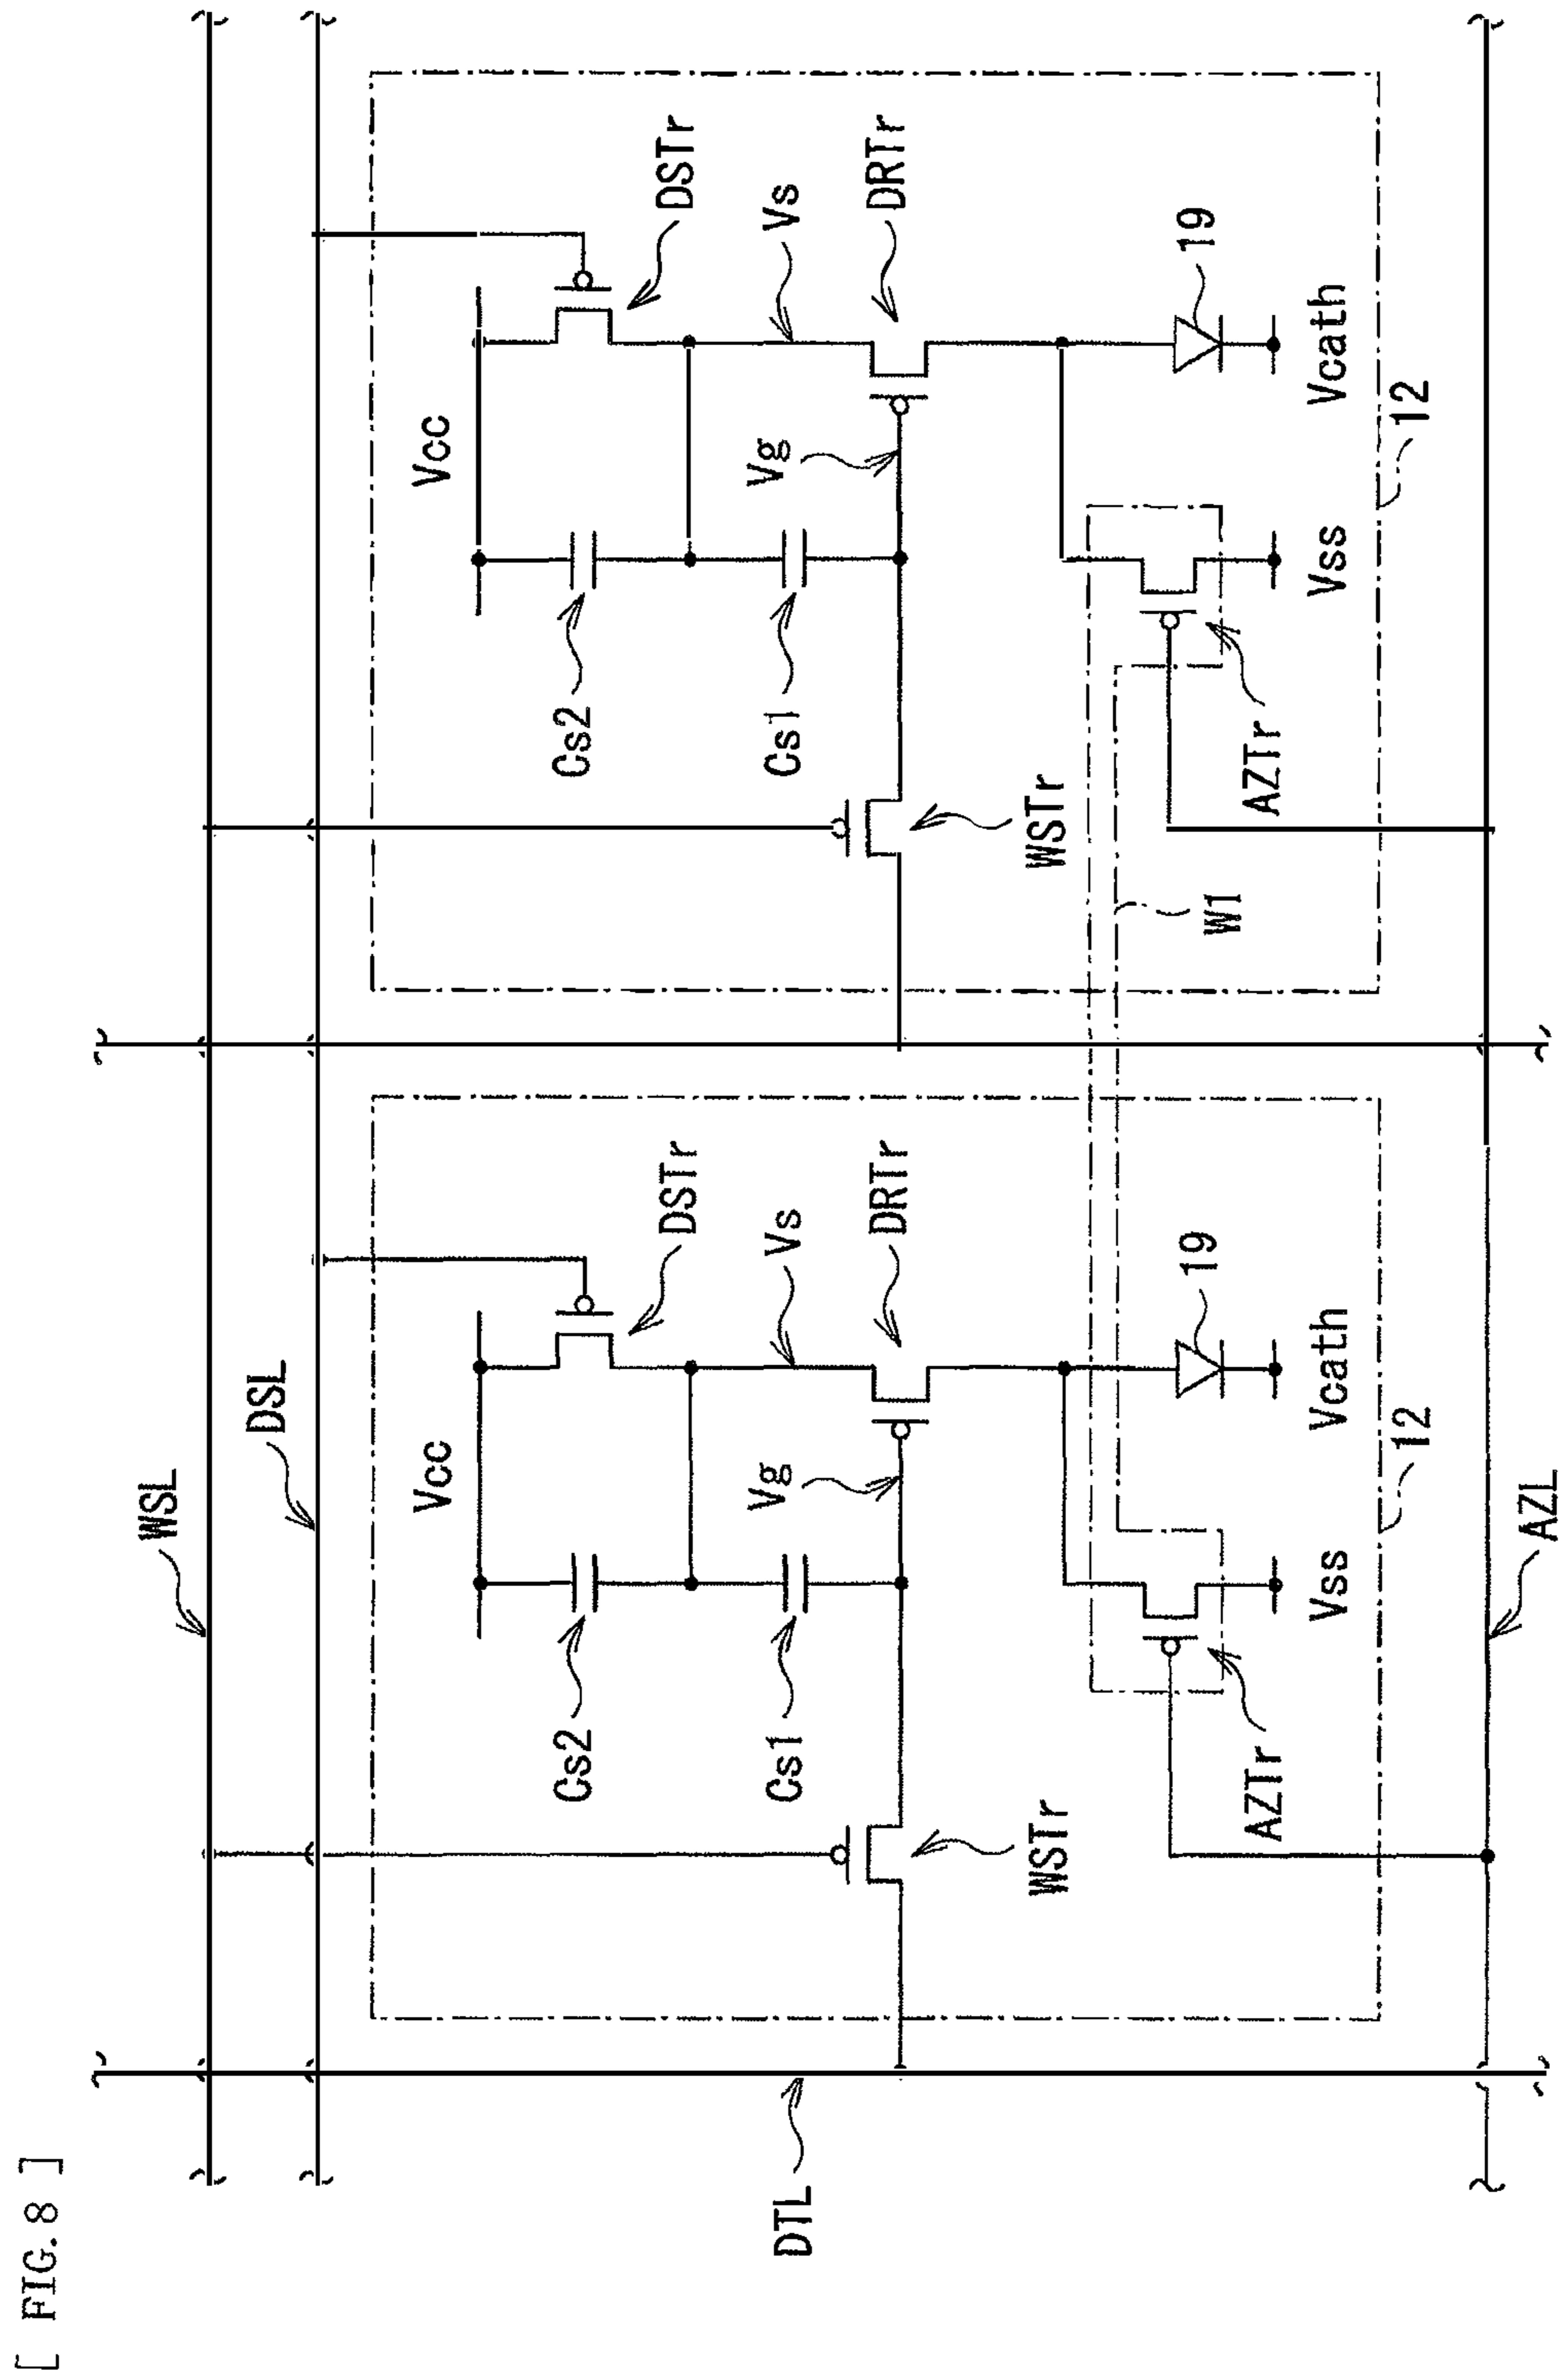 [ FIG.8 ]
WSL
DSL
Vcc
Vcc
Cs2
Cs2
DSTr
DSTr
DTL
Cs1
Vg
Vs
Cs1
Vg
Vs
DRTr
DRTr
WSTr
WSTr
19
W1
19
AZTr
AZTr
Vss
Vcath
Vss
Vcath
12
12
AZL